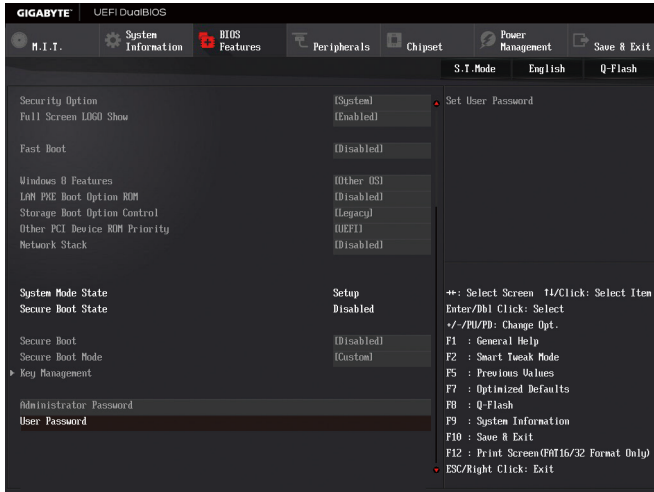 GIGABYTE™ UEFI DualBIOS
M.I.T.
System Information
BIOS Features
Peripherals
Chipset
Power Management
Save & Exit
S.T.Mode English Q-Flash
Security Option [System]
Full Screen LOGO Show [Enabled]
Fast Boot [Disabled]
Windows 8 Features [Other OS]
LAN PXE Boot Option ROM [Disabled]
Storage Boot Option Control [Legacy]
Other PCI Device ROM Priority [UEFI]
Network Stack [Disabled]
System Mode State Setup
Secure Boot State Disabled
Secure Boot [Disabled]
Secure Boot Mode [Custom]
Key Management
Administrator Password
User Password
Set User Password
→←: Select Screen ↑↓/Click: Select Item
Enter/Dbl Click: Select
+/-/PU/PD: Change Opt.
F1 : General Help
F2 : Smart Tweak Mode
F5 : Previous Values
F7 : Optimized Defaults
F8 : Q-Flash
F9 : System Information
F10 : Save & Exit
F12 : Print Screen(FAT16/32 Format Only)
ESC/Right Click: Exit